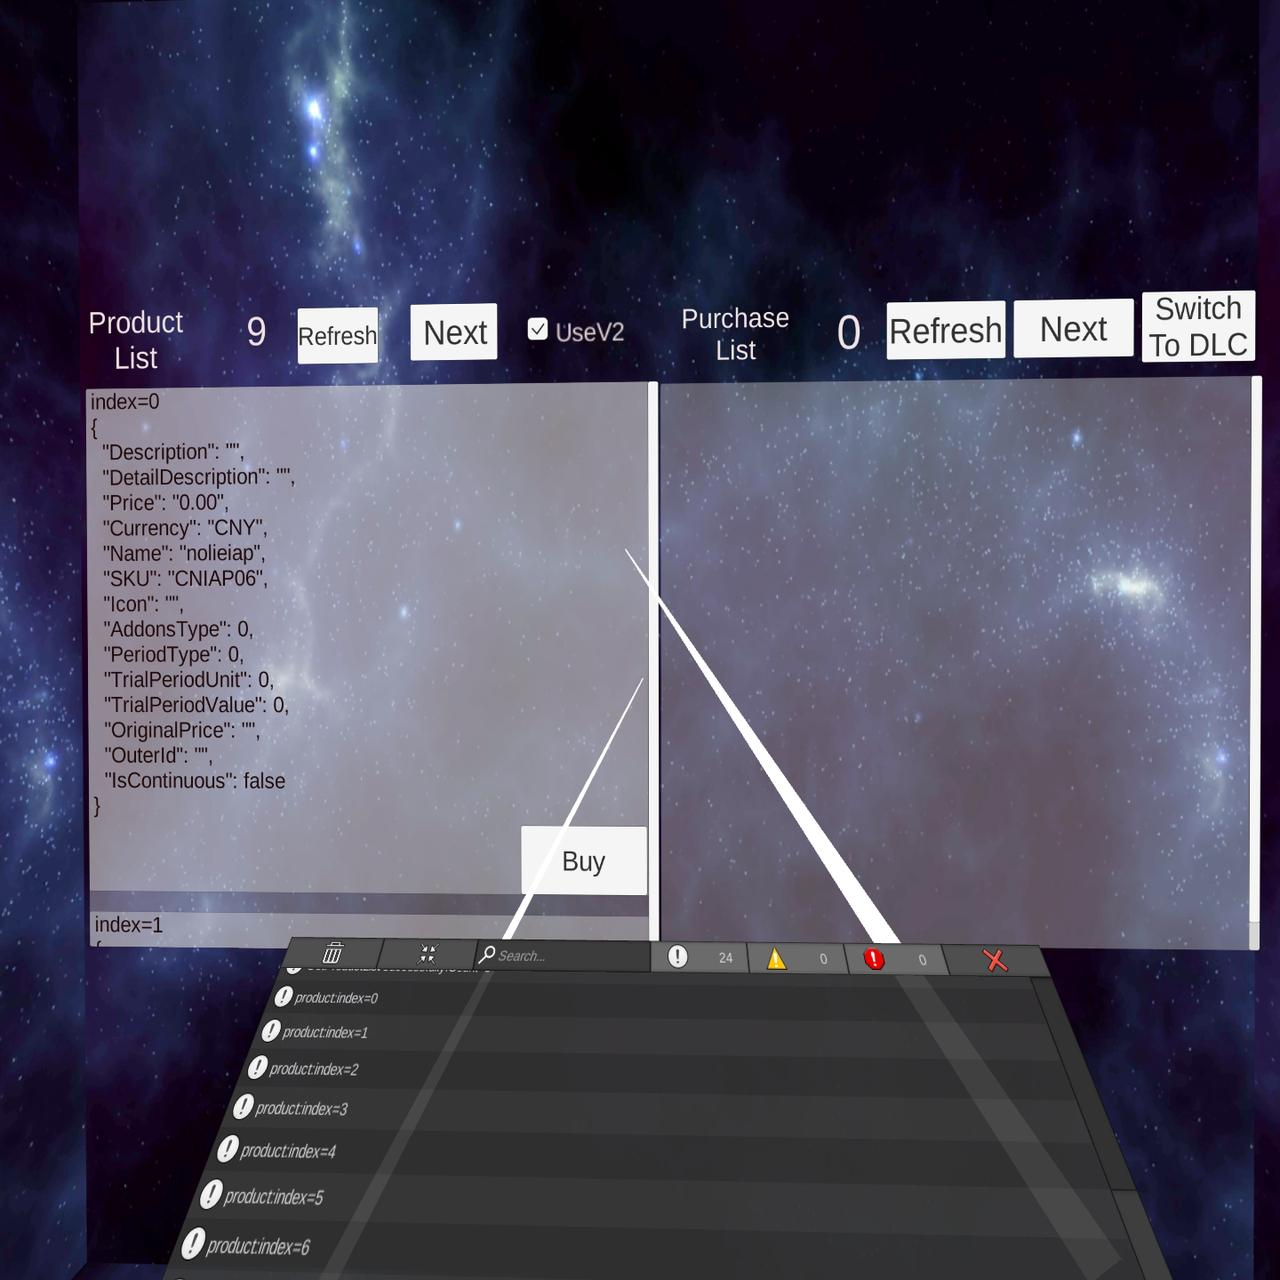 Product
List
9
Refresh
Next
UseV2
Purchase
List
0
Refresh
Next
Switch
To DLC
index=0
{
"Description": "",
"DetailDescription": "",
"Price": "0.00",
"Currency": "CNY",
"Name": "nolieiap",
"SKU": "CNIAP06",
"Icon": "",
"AddonsType": 0,
"PeriodType": 0,
"TrialPeriodUnit": 0,
"TrialPeriodValue": 0,
"OriginalPrice": "",
"OuterId": "",
"IsContinuous": false
}
Buy
index=1
Search...
24
0
0
product:index=0
product:index=1
product:index=2
product:index=3
product:index=4
product:index=5
product:index=6